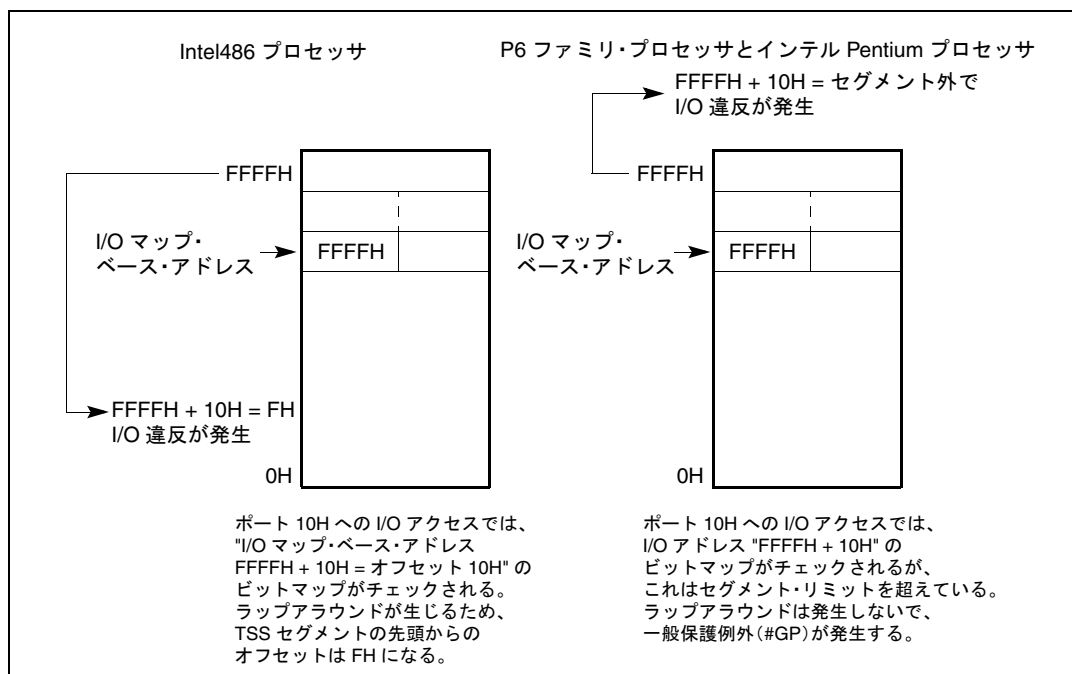 Intel486 プロセッサ
P6 ファミリ・プロセッサとインテル Pentium プロセッサ
FFFFH + 10H = セグメント外で
I/O 違反が発生
FFFFH
FFFFH
I/O マップ・
ベース・アドレス
FFFFH
I/O マップ・
ベース・アドレス
FFFFH
FFFFH + 10H = FH
I/O 違反が発生
0H
0H
ポート 10H への I/O アクセスでは、
"I/O マップ・ベース・アドレス
FFFFH + 10H = オフセット 10H" の
ビットマップがチェックされる。
ラップアラウンドが生じるため、
TSS セグメントの先頭からの
オフセットは FH になる。
ポート 10H への I/O アクセスでは、
I/O アドレス "FFFFH + 10H" の
ビットマップがチェックされるが、
これはセグメント・リミットを超えている。
ラップアラウンドは発生しないで、
一般保護例外(#GP)が発生する。